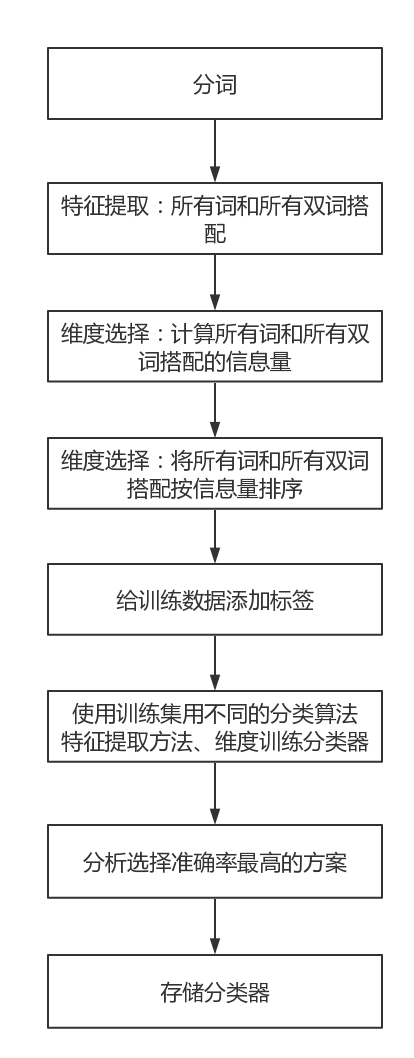 分词
特征提取：所有词和所有双词搭
配
维度选择：计算所有词和所有双
词搭配的信息量
维度选择：将所有词和所有双词
搭配按信息量排序
给训练数据添加标签
使用训练集用不同的分类算法
特征提取方法、维度训练分类器
分析选择准确率最高的方案
存储分类器